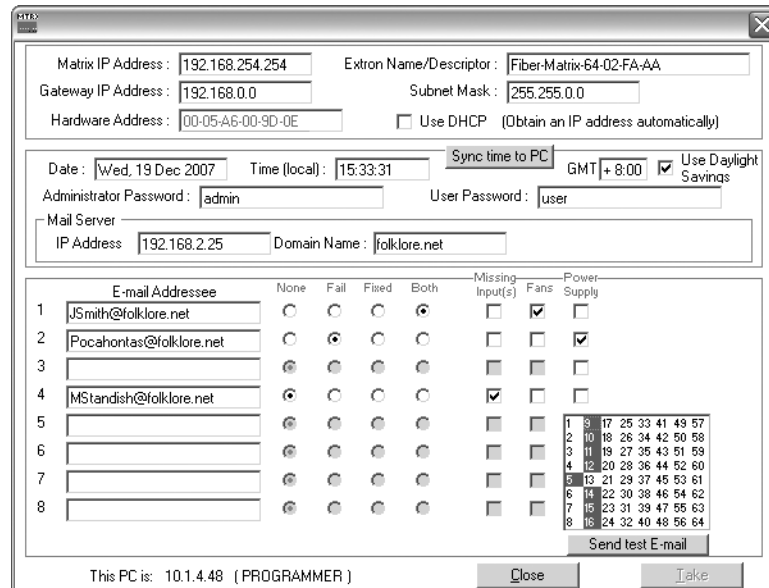 MTRX
Matrix IP Address : 192.168.254.254 Extron Name/Descriptor : Fiber-Matrix-64-02-FA-AA
Gateway IP Address : 192.168.0.0 Subnet Mask : 255.255.0.0
Hardware Address : 00-05-A6-00-9D-0E Use DHCP (Obtain an IP address automatically)
Sync time to PC
Date : Wed, 19 Dec 2007 Time (local) : 15:33:31 GMT + 8:00 Use Daylight Savings
Administrator Password : admin User Password : user
Mail Server
IP Address 192.168.2.25 Domain Name : folklore.net
E-mail Addressee None Fail Fixed Both Missing Input(s) Fans Power Supply
1 JSmith@folklore.net
2 Pocahontas@folklore.net
3
4 MStandish@folklore.net
5
6
7
8
1 9 17 25 33 41 49 57
2 10 18 26 34 42 50 58
3 11 19 27 35 43 51 59
4 12 20 28 36 44 52 60
5 13 21 29 37 45 53 61
6 14 22 30 38 46 54 62
7 15 23 31 39 47 55 63
8 16 24 32 40 48 56 64
Send test E-mail
This PC is: 10.1.4.48 ( PROGRAMMER ) Close Take